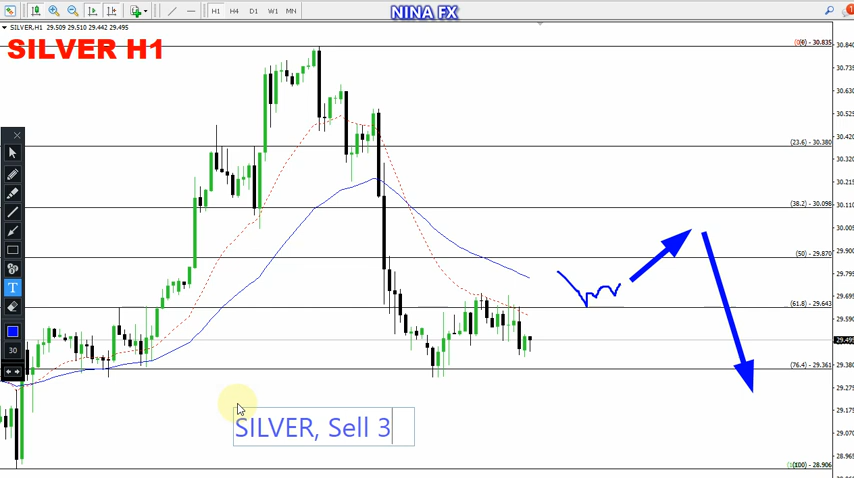 H1 H4 D1 W1 MN
NINA FX
SILVER,H1 29.509 29.510 29.442 29.495
SILVER H1
(0) - 30.835
(23.6) - 30.380
(38.2) - 30.098
(50) - 29.870
(61.8) - 29.643
(76.4) - 29.361
(100) - 28.906
30.840
30.735
30.630
30.525
30.420
30.320
30.215
30.110
30.005
29.900
29.795
29.695
29.590
29.495
29.380
29.275
29.170
29.070
28.965
28.860
T
30
SILVER, Sell 3